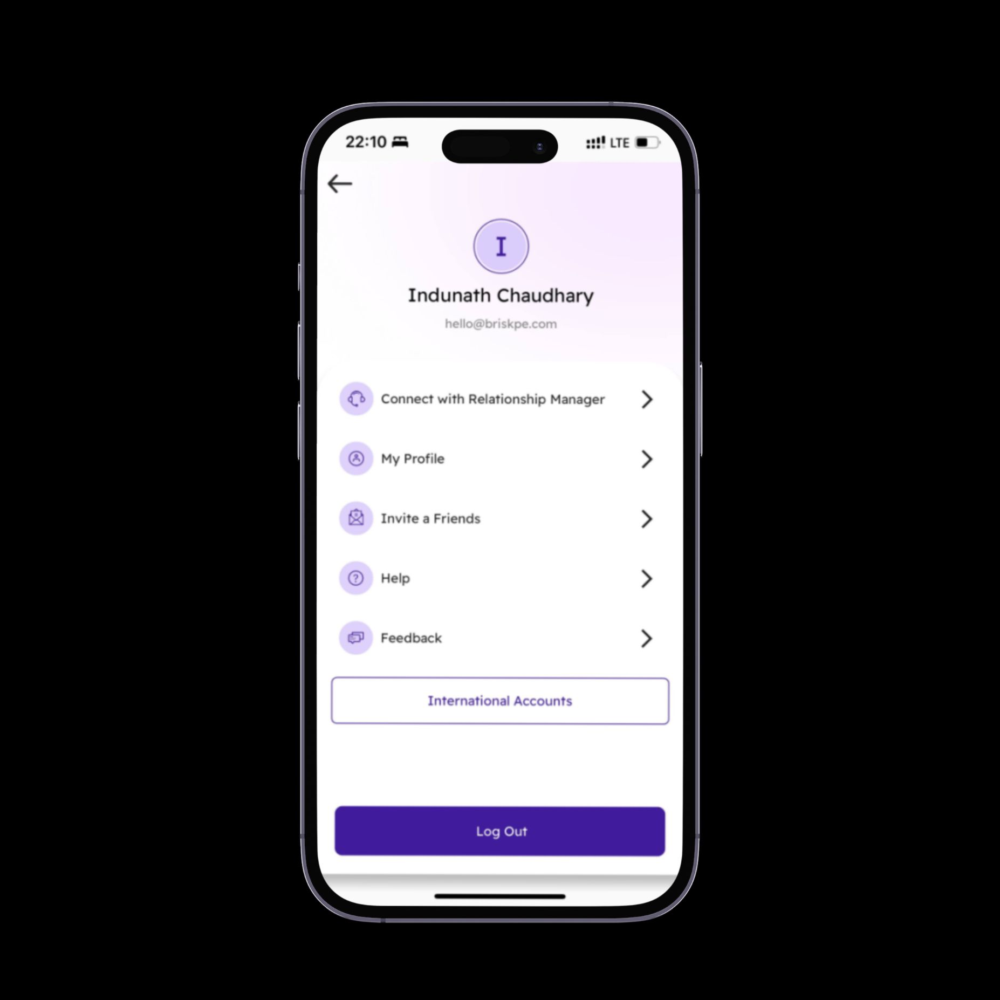 22:10 LTE
I
Indunath Chaudhary
hello@briskpe.com
Connect with Relationship Manager
My Profile
Invite a Friends
? Help
Feedback
International Accounts
Log Out